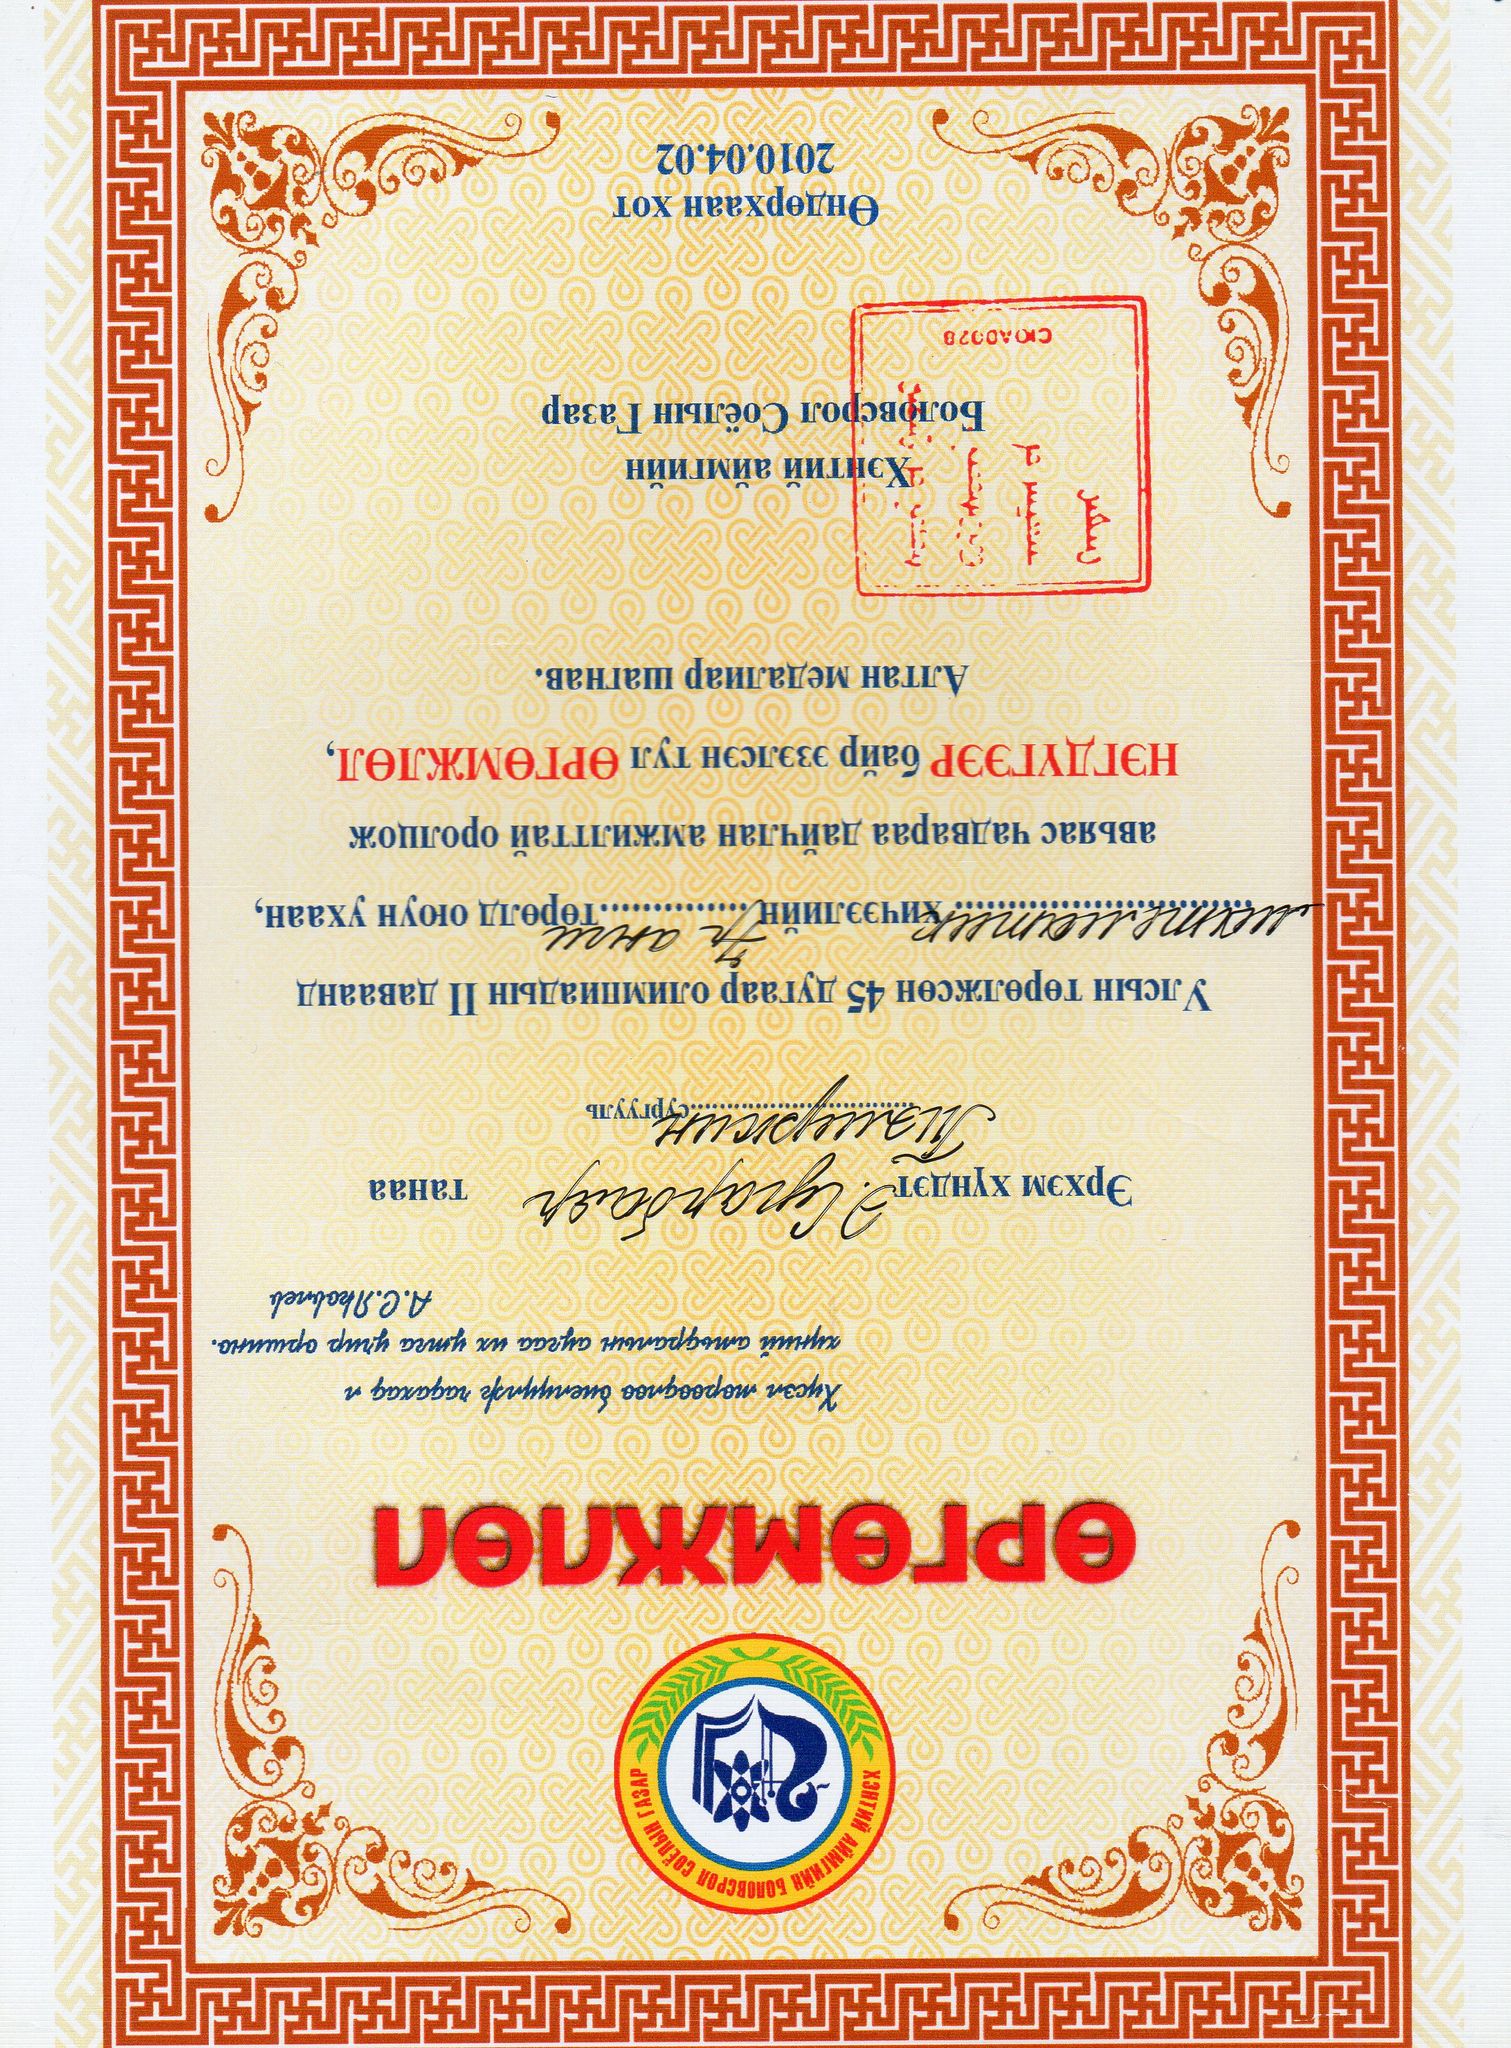 ХЭНТИЙ АЙМГИЙН БОЛОВСРОЛ СОЁЛЫН ГАЗАР
ӨРГӨМЖЛӨЛ
Хүсэл мөрөөдлөө биелүүлж чадахад л
хүний амьдралын аугаа их утга учир оршино.
А.С.Яковлев
Эрхэм хүндэт Э. Сугарбаяр танаа
Тэмүжин сургууль
Улсын төрөлжсөн 45 дугаар олимпиадын II даваанд
математик хичээлийн 7р анги төрөлд оюун ухаан,
авьяас чадвараа дайчлан амжилттай оролцож
НЭГДҮГЭЭР байр эзэлсэн тул ӨРГӨМЖЛӨЛ,
Алтан медалиар шагнав.
Хэнтий аймгийн
Боловсрол Соёлын Газар
СЮА0028
Өндөрхаан хот
2010.04.02